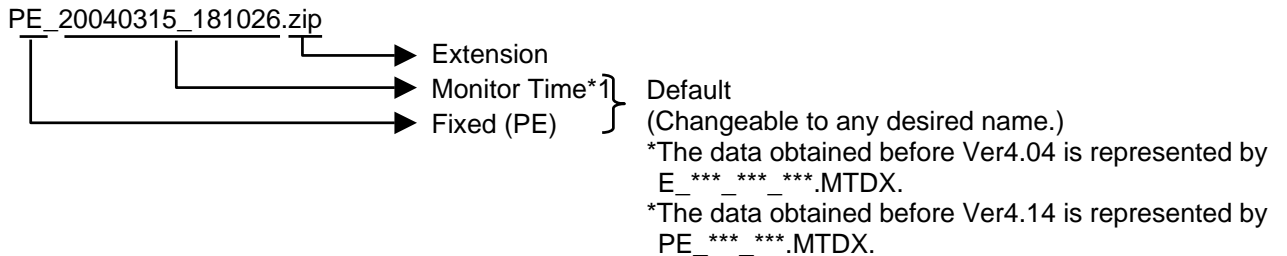 PE_20040315_181026.zip
Extension
Monitor Time*1
Fixed (PE)
Default
(Changeable to any desired name.)
*The data obtained before Ver4.04 is represented by
E_***_***_***.MTDX.
*The data obtained before Ver4.14 is represented by
PE_***_***.MTDX.